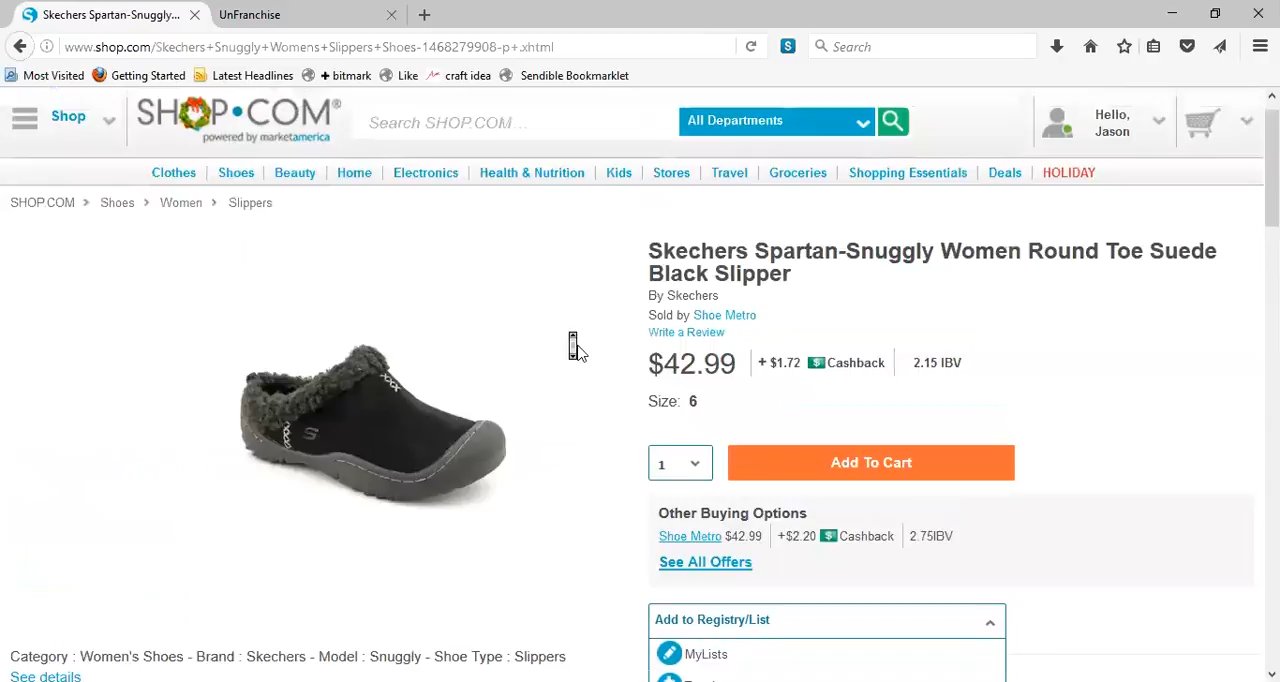 Skechers Spartan-Snuggly... UnFranchise
www.shop.com/Skechers+Snuggly+Womens+Slippers+Shoes-1468279908-p+.xhtml S Search
Most Visited Getting Started Latest Headlines + bitmark Like craft idea Sendible Bookmarklet
Shop SHOP•COM® Search SHOP.COM... All Departments Hello,
powered by marketamerica Jason
Clothes Shoes Beauty Home Electronics Health & Nutrition Kids Stores Travel Groceries Shopping Essentials Deals HOLIDAY
SHOP.COM > Shoes > Women > Slippers
Skechers Spartan-Snuggly Women Round Toe Suede
Black Slipper
By Skechers
Sold by Shoe Metro
Write a Review
$42.99 + $1.72 $ Cashback 2.15 IBV
Size: 6
1 Add To Cart
Other Buying Options
Shoe Metro $42.99 +$2.20 $ Cashback 2.75IBV
See All Offers
Add to Registry/List
MyLists
Category : Women's Shoes - Brand : Skechers - Model : Snuggly - Shoe Type : Slippers
See details